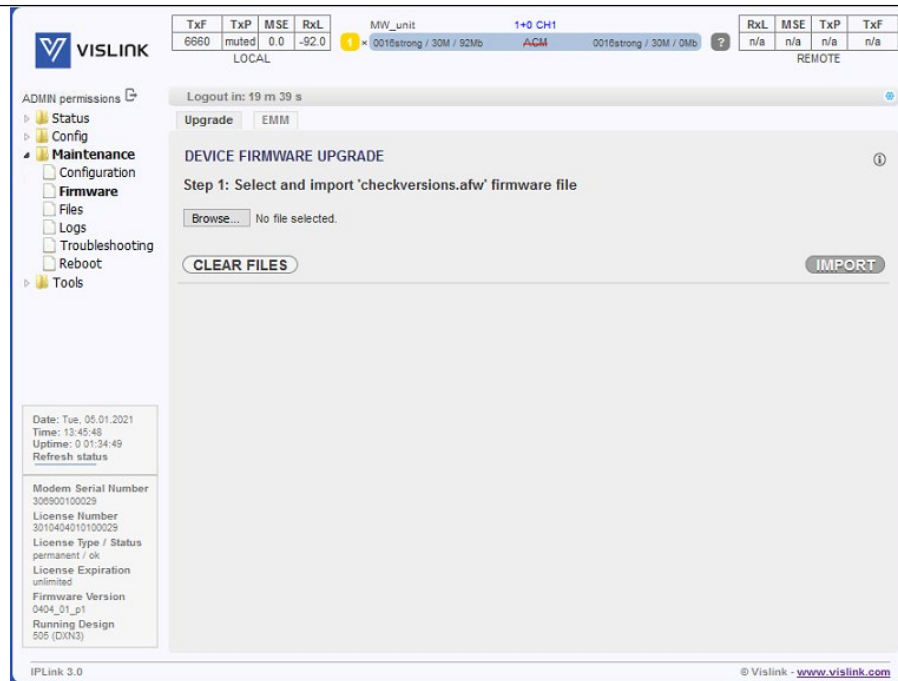 VISLINK
TxF TxP MSE RxL
6660 muted 0.0 -92.0
LOCAL
MW_unit 1+0 CH1
1 × 0016strong / 30M / 92Mb ACM 0016strong / 30M / 0Mb ?
RxL MSE TxP TxF
n/a n/a n/a n/a
REMOTE
ADMIN permissions
Status
Config
Maintenance
Configuration
Firmware
Files
Logs
Troubleshooting
Reboot
Tools
Logout in: 19 m 39 s
Upgrade EMM
DEVICE FIRMWARE UPGRADE
Step 1: Select and import 'checkversions.afw' firmware file
Browse... No file selected.
CLEAR FILES IMPORT
Date: Tue, 05.01.2021
Time: 13:45:48
Uptime: 0 01:34:49
Refresh status
Modem Serial Number
306900100029
License Number
3010404010100029
License Type / Status
permanent / ok
License Expiration
unlimited
Firmware Version
0404_01_p1
Running Design
505 (DXN3)
IPLink 3.0
© Vislink - www.vislink.com